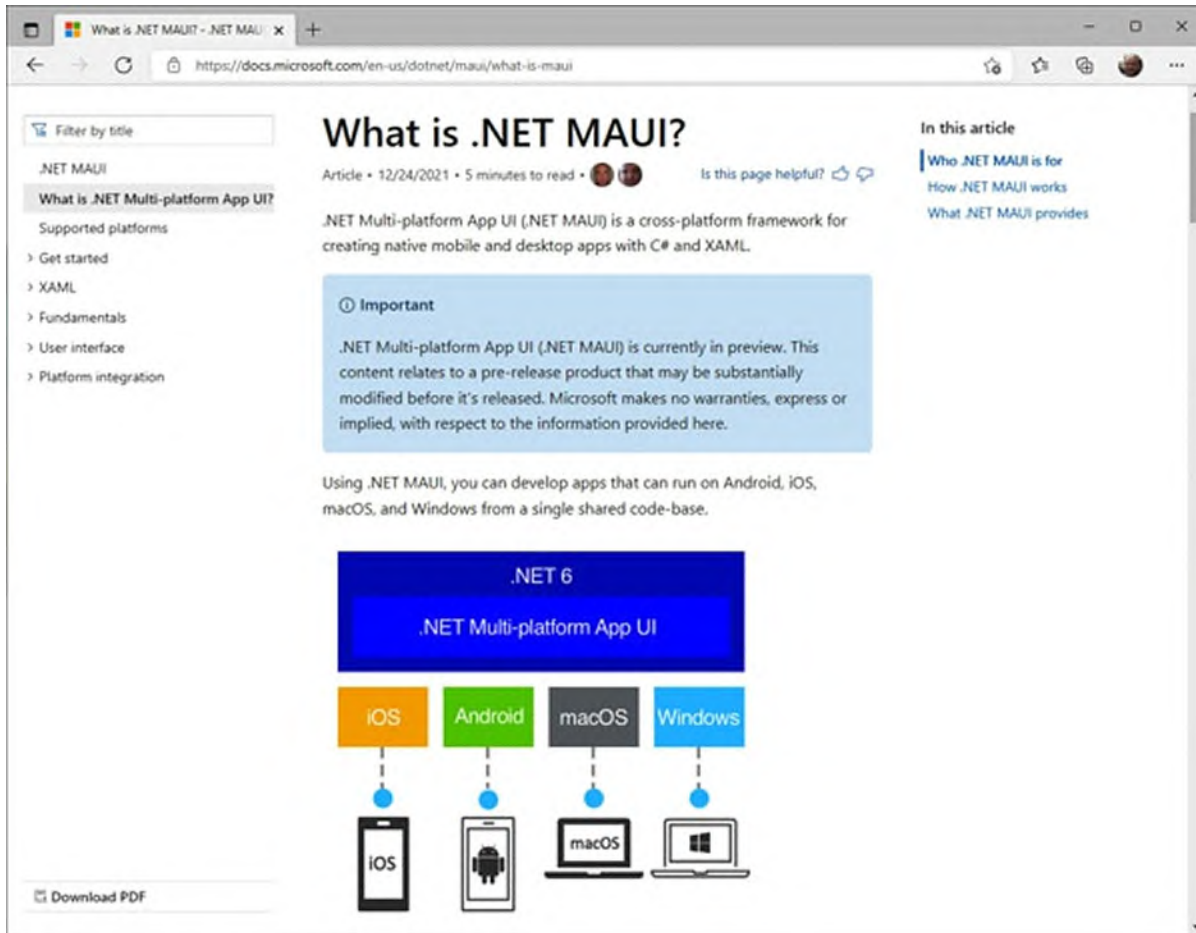 What is .NET MAUI? - .NET MAU
https://docs.microsoft.com/en-us/dotnet/maui/what-is-maui
Filter by title
.NET MAUI
What is .NET Multi-platform App UI?
Supported platforms
Get started
XAML
Fundamentals
User interface
Platform integration
Download PDF
What is .NET MAUI?
Article • 12/24/2021 • 5 minutes to read •
Is this page helpful?
.NET Multi-platform App UI (.NET MAUI) is a cross-platform framework for
creating native mobile and desktop apps with C# and XAML.
Important
.NET Multi-platform App UI (.NET MAUI) is currently in preview. This
content relates to a pre-release product that may be substantially
modified before it's released. Microsoft makes no warranties, express or
implied, with respect to the information provided here.
Using .NET MAUI, you can develop apps that can run on Android, iOS,
macOS, and Windows from a single shared code-base.
.NET 6
.NET Multi-platform App UI
iOS Android macOS Windows
iOS macOS
In this article
Who .NET MAUI is for
How .NET MAUI works
What .NET MAUI provides